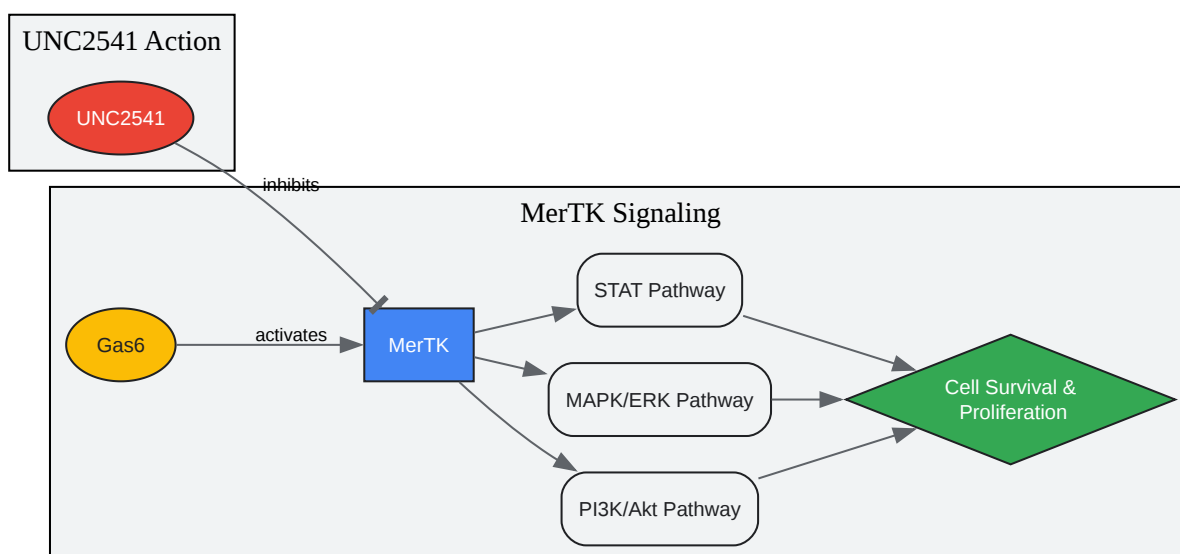 UNC2541 Action
UNC2541
inhibits
MerTK Signaling
STAT Pathway
Gas6
activates
MerTK
MAPK/ERK Pathway
Cell Survival &
Proliferation
PI3K/Akt Pathway